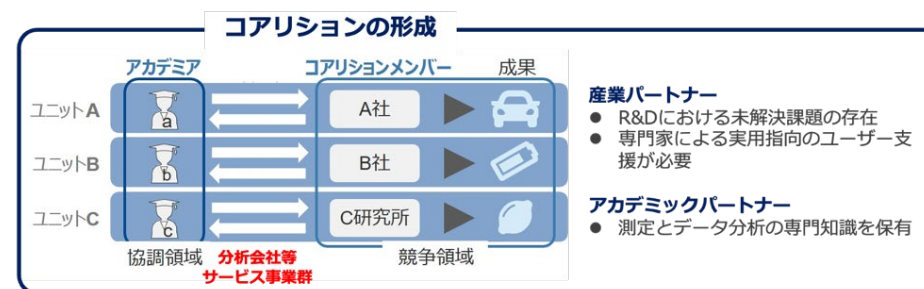 コアリションの形成
アカデミア
コアリションメンバー
成果
ユニットA
a
A社
ユニットB
b
B社
ユニットC
c
C研究所
協調領域
分析会社等
サービス事業群
競争領域
産業パートナー
● R&Dにおける未解決課題の存在
● 専門家による実用指向のユーザー支
援が必要
アカデミックパートナー
● 測定とデータ分析の専門知識を保有